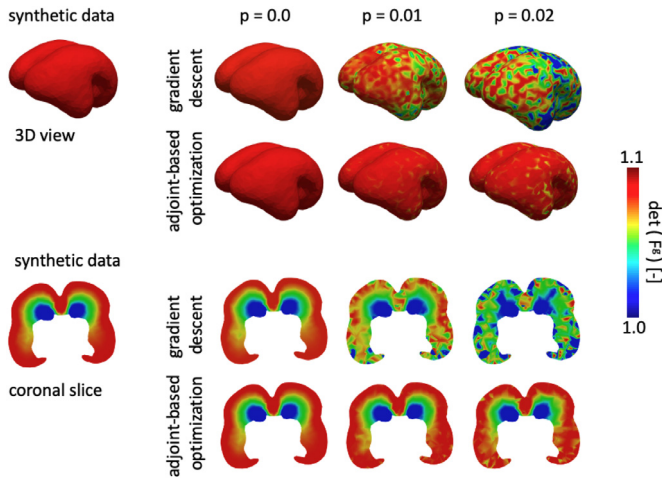 synthetic data
p = 0.0
p = 0.01
p = 0.02
gradient
descent
3D view
adjoint-based
optimization
1.1
det ( Fᵍ ) [-]
1.0
synthetic data
gradient
descent
coronal slice
adjoint-based
optimization